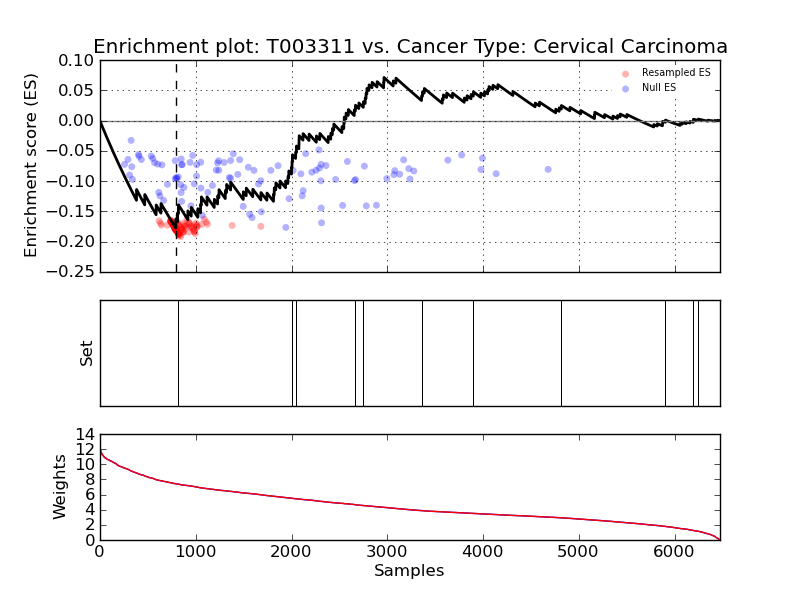 Enrichment plot: T003311 vs. Cancer Type: Cervical Carcinoma
Enrichment score (ES)
0.10
0.05
0.00
−0.05
−0.10
−0.15
−0.20
−0.25
Resampled ES
Null ES
Set
Weights
14
12
10
8
6
4
2
0
0 1000 2000 3000 4000 5000 6000
Samples